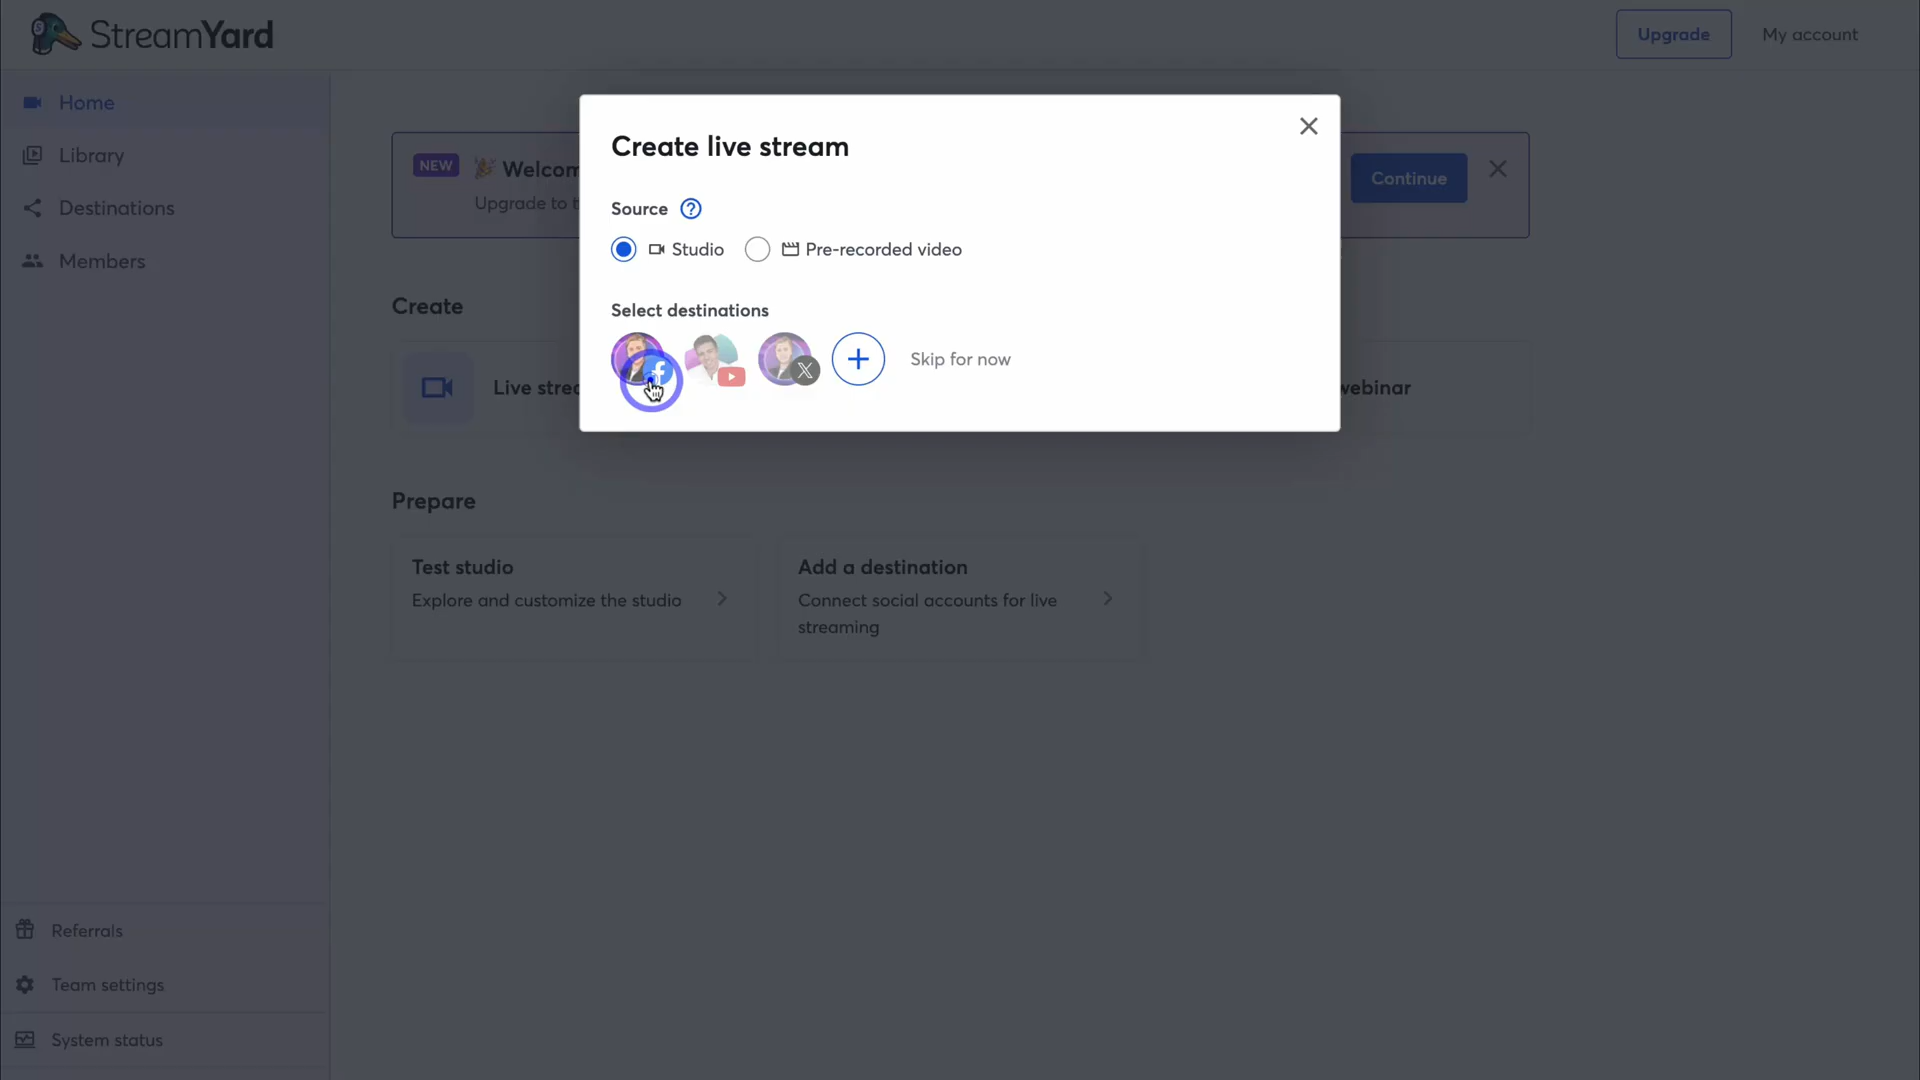 StreamYard
Upgrade
My account
Home
Library
Destinations
Members
NEW
Welcom
Upgrade to t
Continue
Create live stream
Source
Studio
Pre-recorded video
Select destinations
Skip for now
Create
Live strea
webinar
Prepare
Test studio
Explore and customize the studio
Add a destination
Connect social accounts for live
streaming
Referrals
Team settings
System status